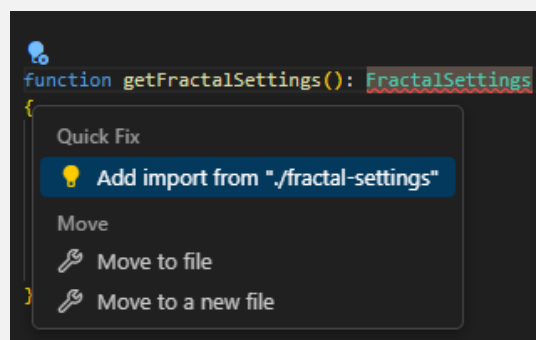 function getFractalSettings(): FractalSettings
{
Quick Fix
Add import from "./fractal-settings"
Move
Move to file
Move to a new file
}